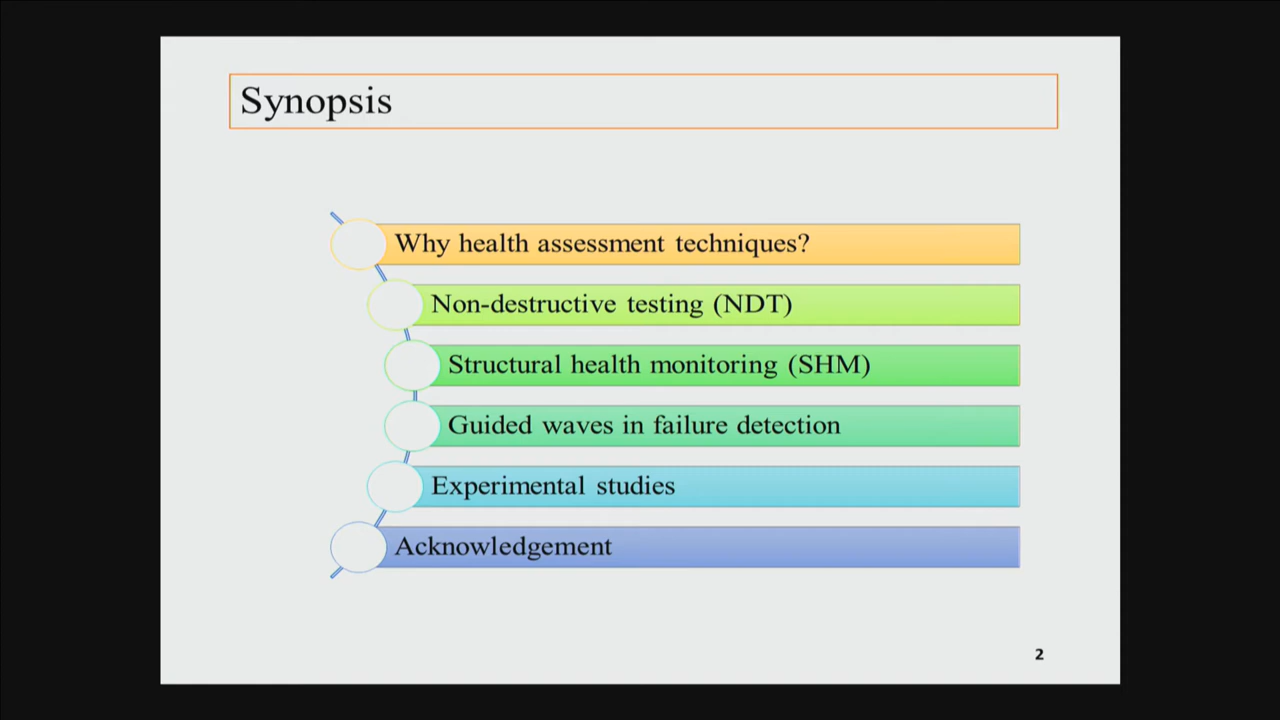 Synopsis
Why health assessment techniques?
Non-destructive testing (NDT)
Structural health monitoring (SHM)
Guided waves in failure detection
Experimental studies
Acknowledgement
2